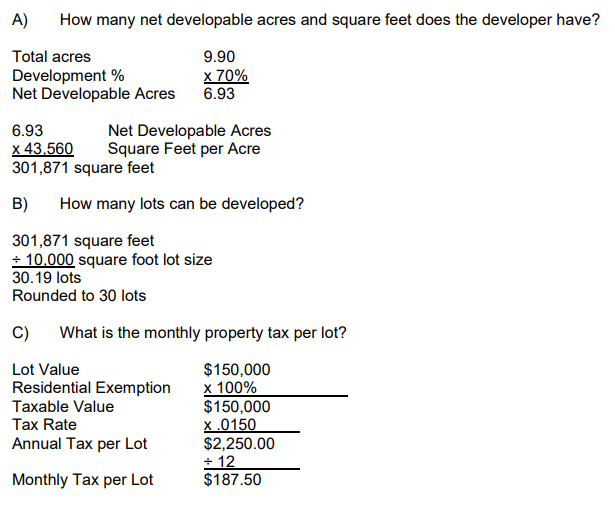 A) How many net developable acres and square feet does the developer have?
Total acres 9.90
Development % x 70%
Net Developable Acres 6.93
6.93 Net Developable Acres
x 43,560 Square Feet per Acre
301,871 square feet
B) How many lots can be developed?
301,871 square feet
÷ 10,000 square foot lot size
30.19 lots
Rounded to 30 lots
C) What is the monthly property tax per lot?
Lot Value $150,000
Residential Exemption x 100%
Taxable Value $150,000
Tax Rate x .0150
Annual Tax per Lot $2,250.00
÷ 12
Monthly Tax per Lot $187.50